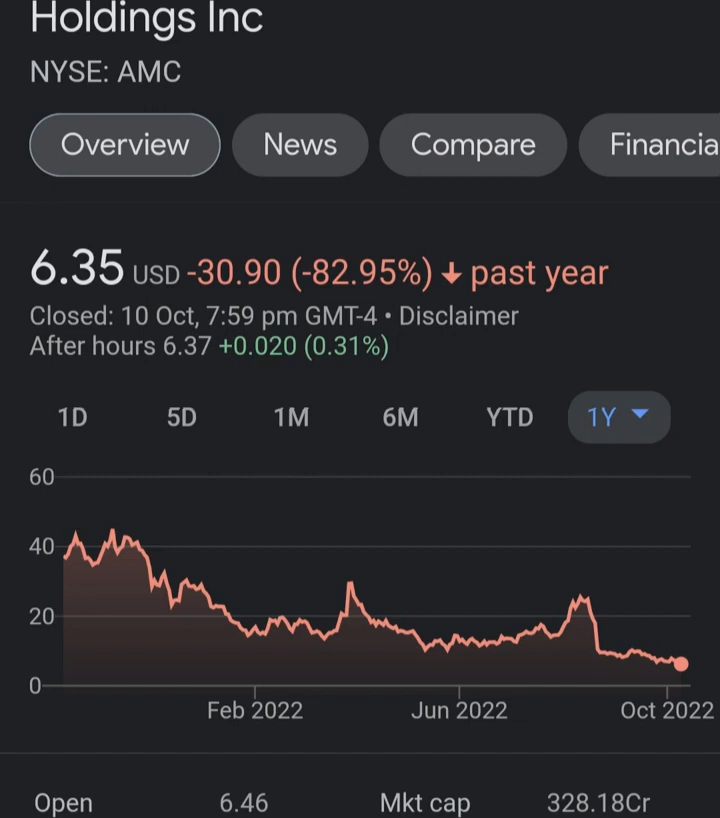 Holdings Inc
NYSE: AMC
Overview News Compare Financia
6.35 USD -30.90 (-82.95%) ↓ past year
Closed: 10 Oct, 7:59 pm GMT-4 • Disclaimer
After hours 6.37 +0.020 (0.31%)
1D 5D 1M 6M YTD 1Y
60
40
20
0
Feb 2022 Jun 2022 Oct 2022
Open 6.46 Mkt cap 328.18Cr